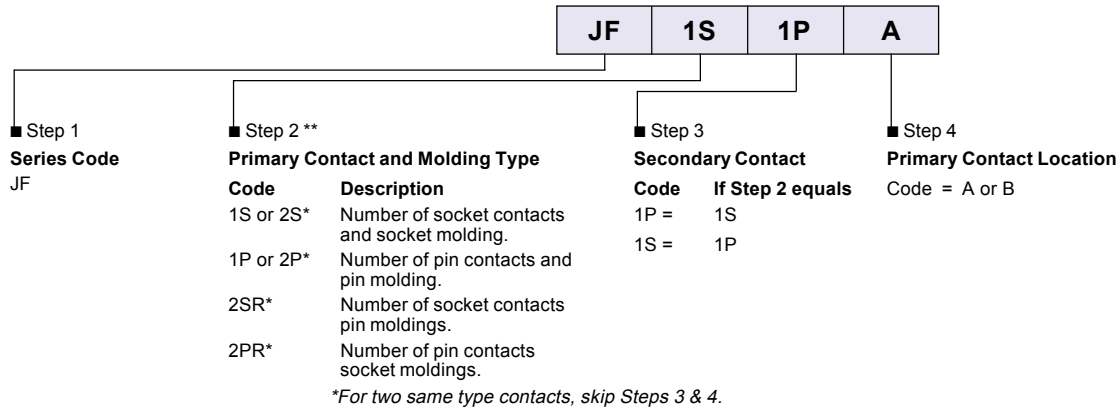 JF 1S 1P A
■ Step 1
Series Code
JF
■ Step 2 **
Primary Contact and Molding Type
Code Description
1S or 2S* Number of socket contacts
and socket molding.
1P or 2P* Number of pin contacts and
pin molding.
2SR* Number of socket contacts
pin moldings.
2PR* Number of pin contacts
socket moldings.
*For two same type contacts, skip Steps 3 & 4.
■ Step 3
Secondary Contact
Code If Step 2 equals
1P = 1S
1S = 1P
■ Step 4
Primary Contact Location
Code = A or B